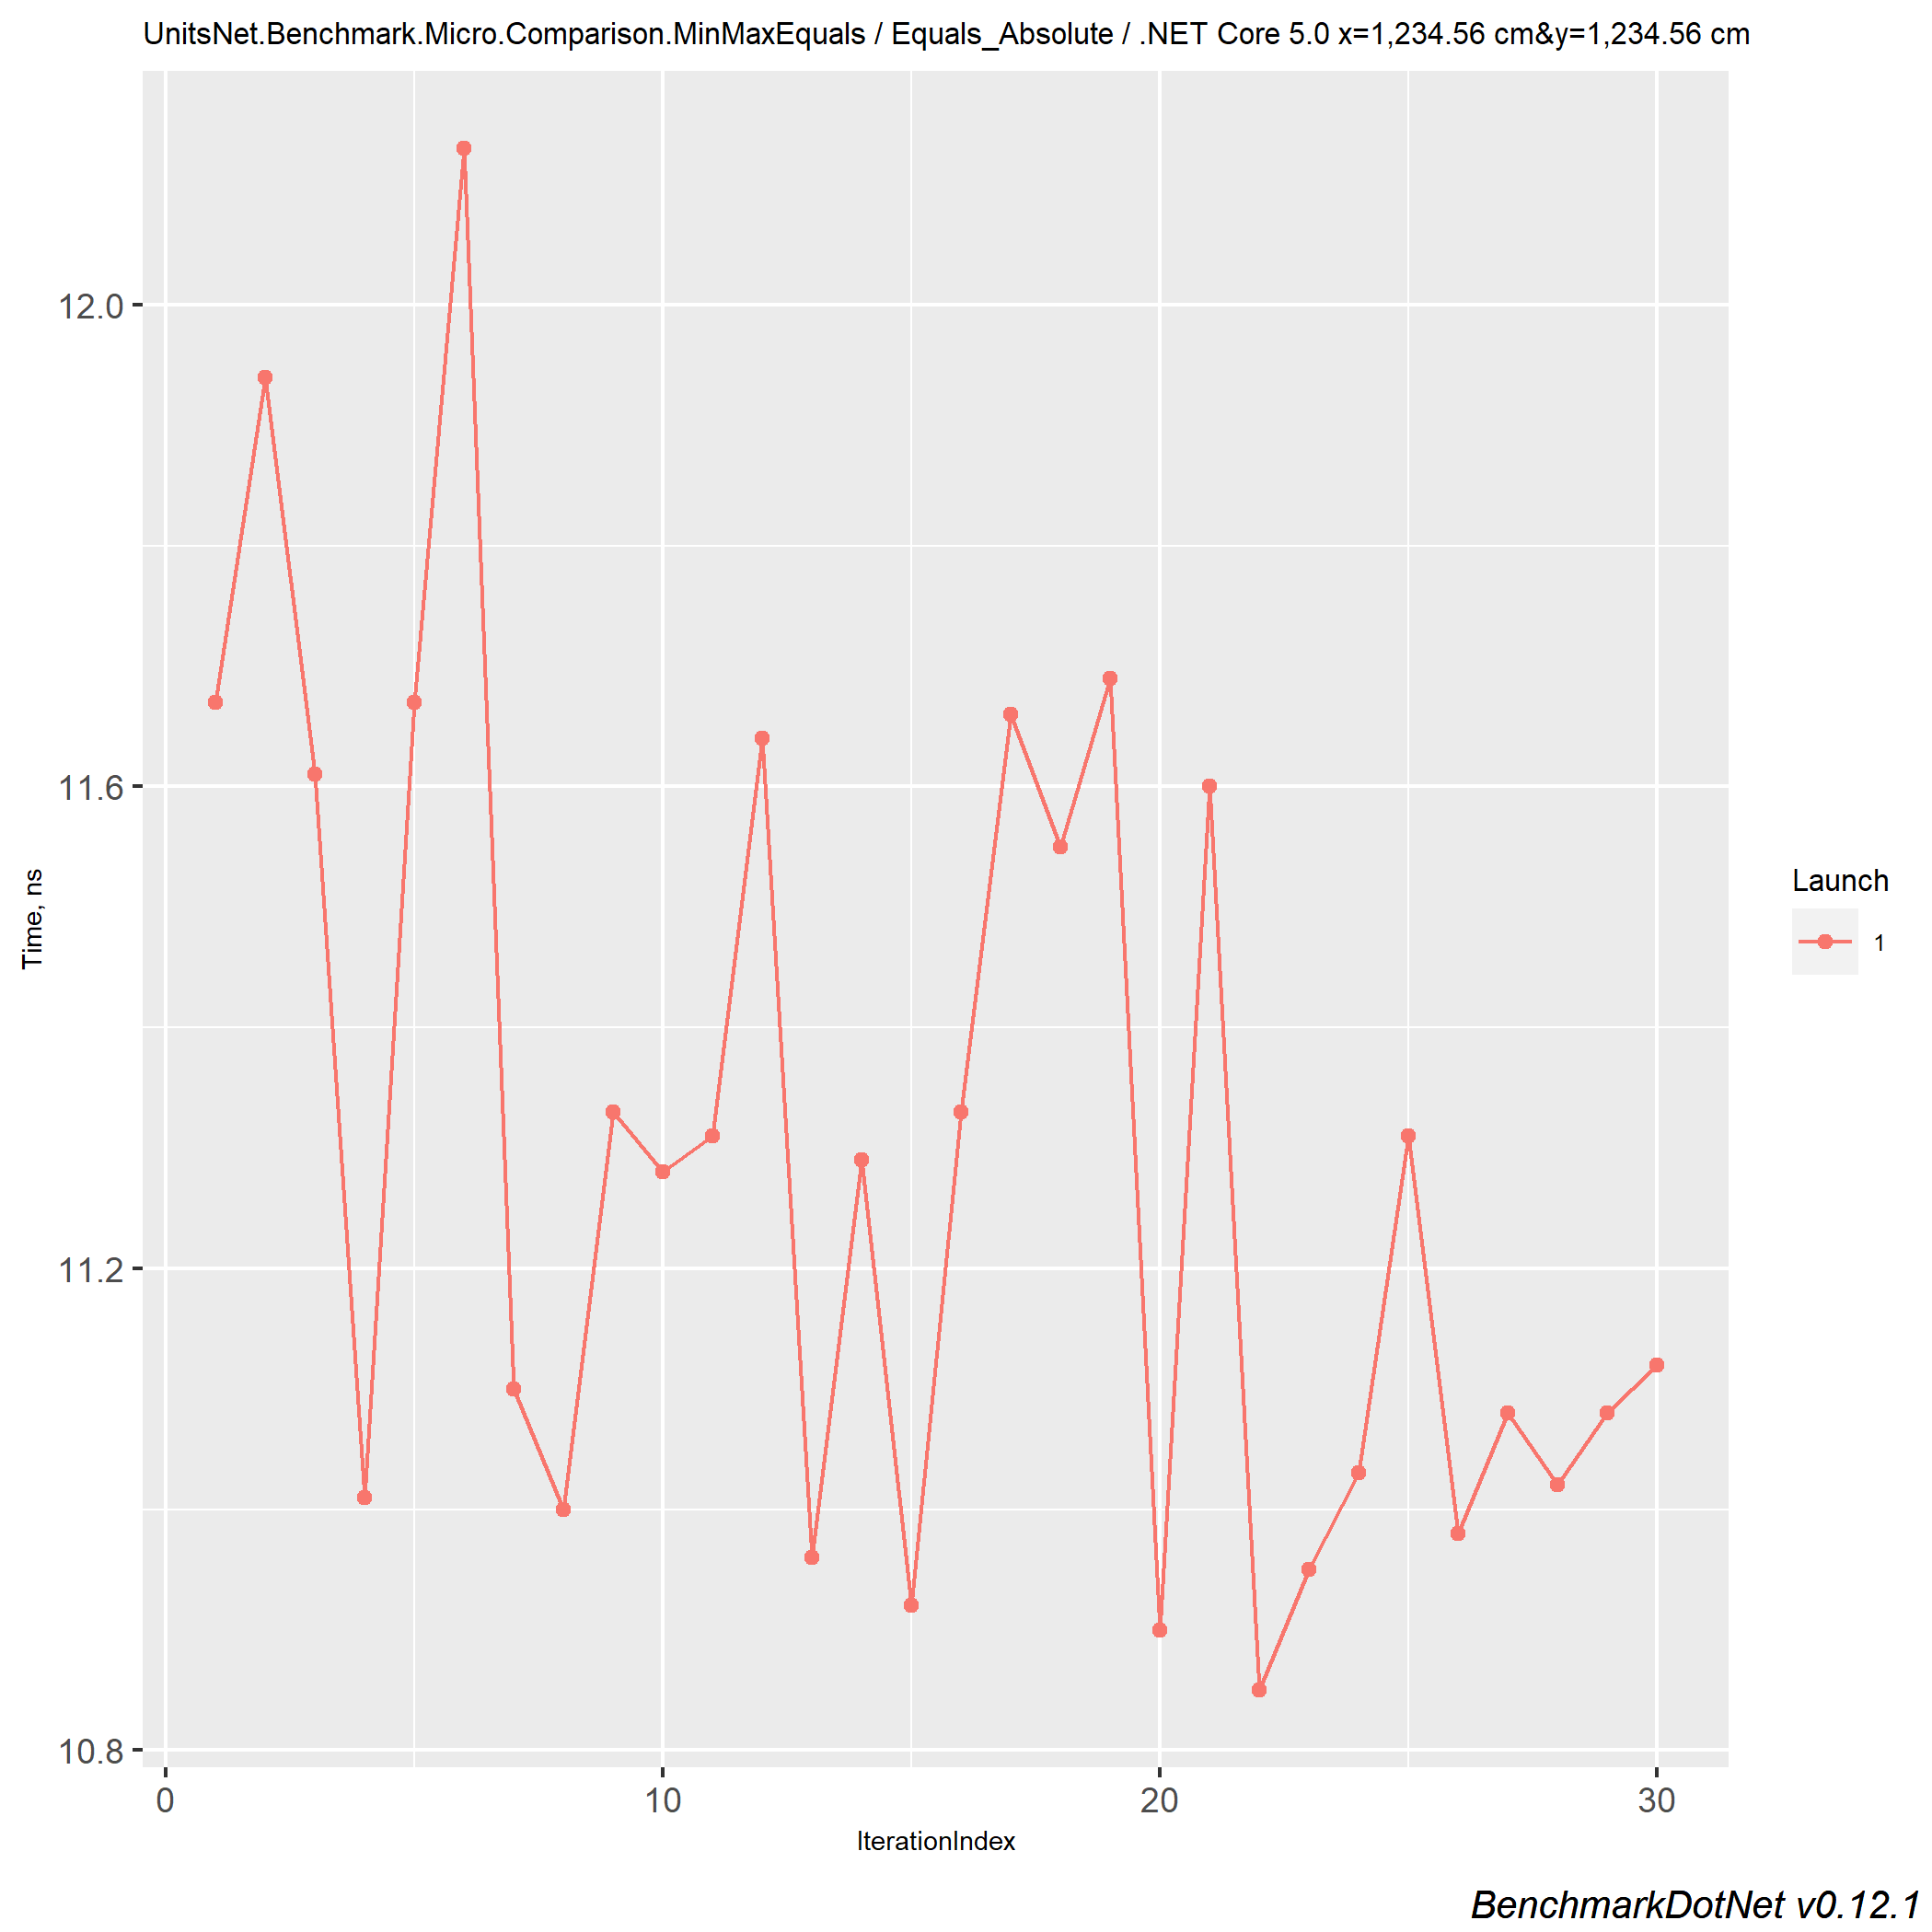 UnitsNet.Benchmark.Micro.Comparison.MinMaxEquals / Equals_Absolute / .NET Core 5.0 x=1,234.56 cm&y=1,234.56 cm
12.0
11.6
11.2
10.8
Time, ns
0 10 20 30
IterationIndex
Launch
1
BenchmarkDotNet v0.12.1